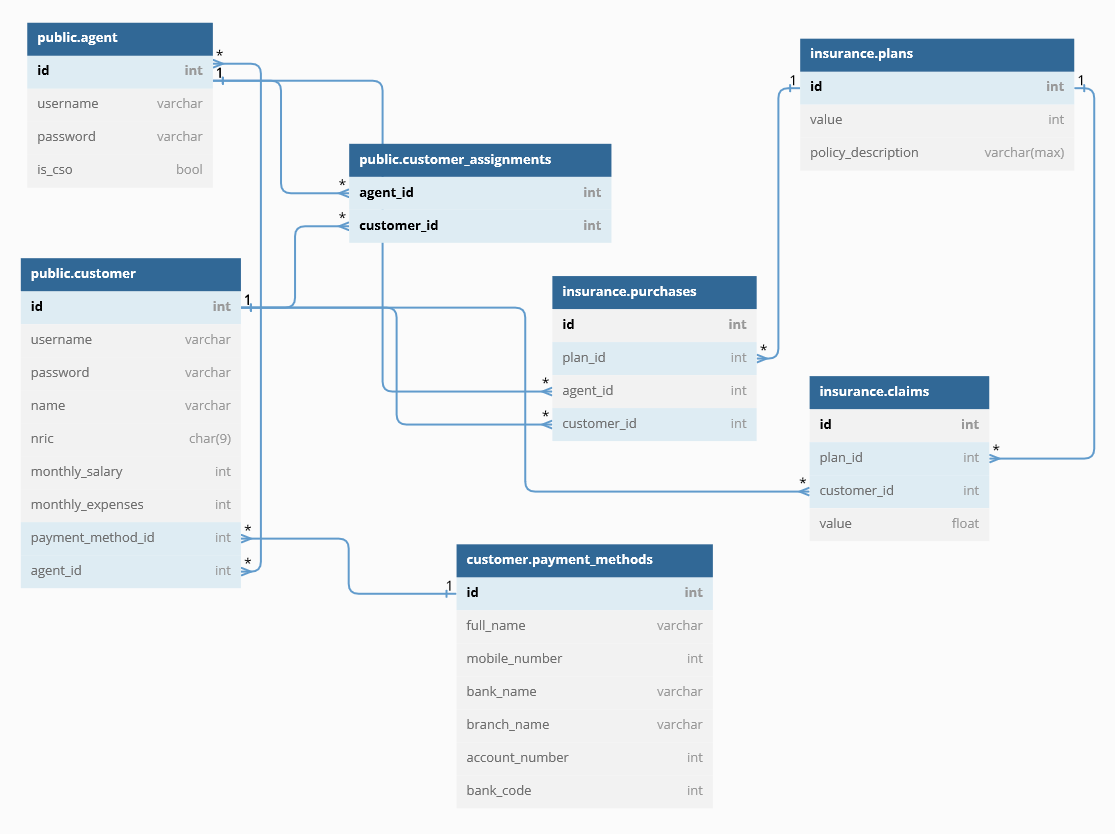 public.agent
*
id int
1
username varchar
password varchar
is_cso bool
public.customer_assignments
*
agent_id int
*
customer_id int
insurance.plans
1
id int
1
value int
policy_description varchar(max)
public.customer
id int
1
username varchar
password varchar
name varchar
nric char(9)
monthly_salary int
monthly_expenses int
payment_method_id int
*
agent_id int
*
insurance.purchases
id int
plan_id int
*
*
agent_id int
*
customer_id int
insurance.claims
id int
plan_id int
*
*
customer_id int
value float
customer.payment_methods
1
id int
full_name varchar
mobile_number int
bank_name varchar
branch_name varchar
account_number int
bank_code int